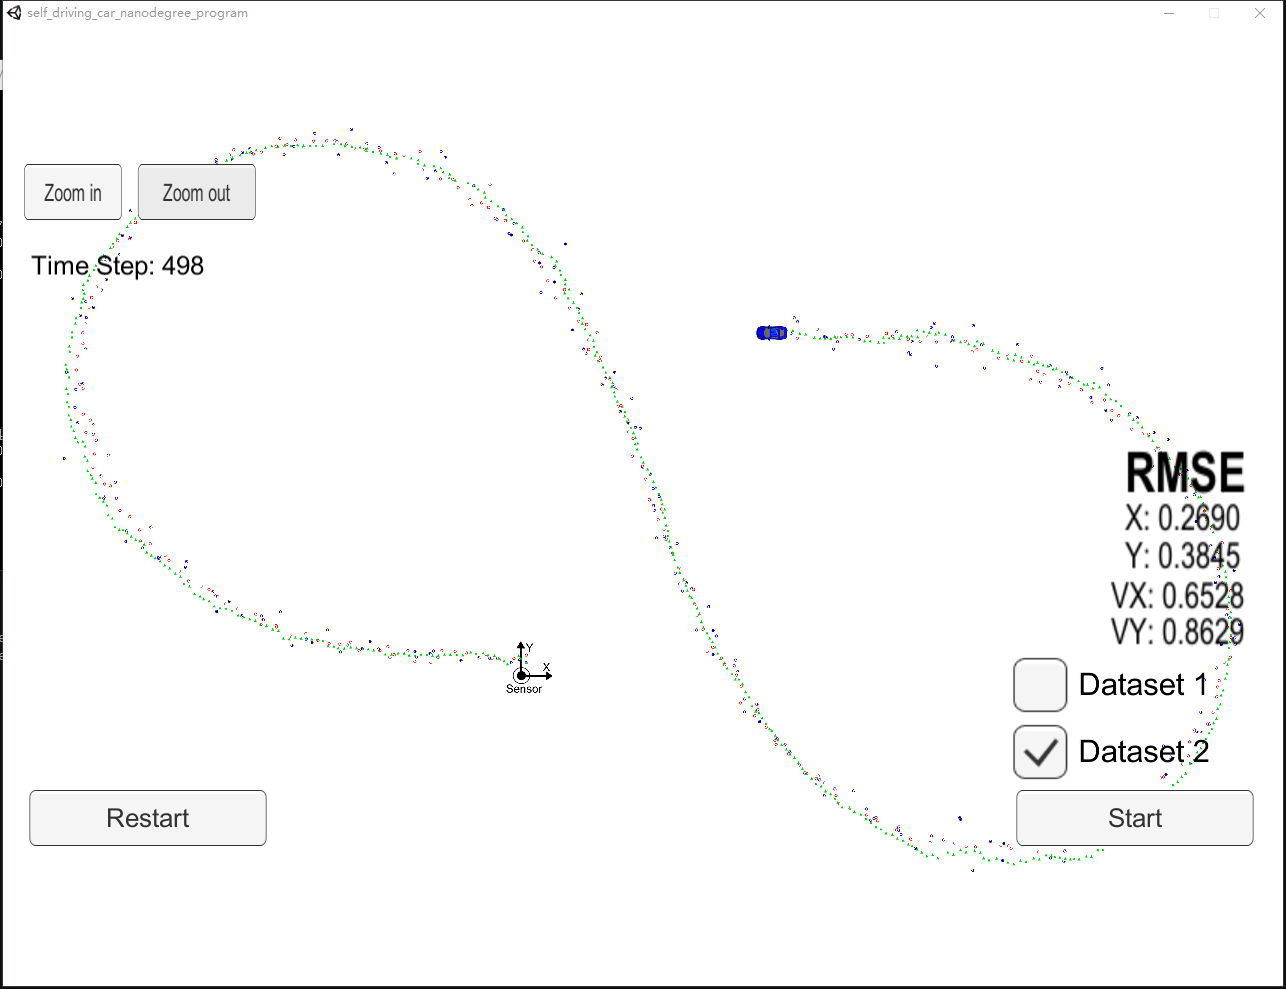 self_driving_car_nanodegree_program
Zoom in
Zoom out
Time Step: 498
RMSE
X: 0.2690
Y: 0.3845
VX: 0.6528
VY: 0.8629
Y
X
Sensor
Dataset 1
Dataset 2
Restart
Start